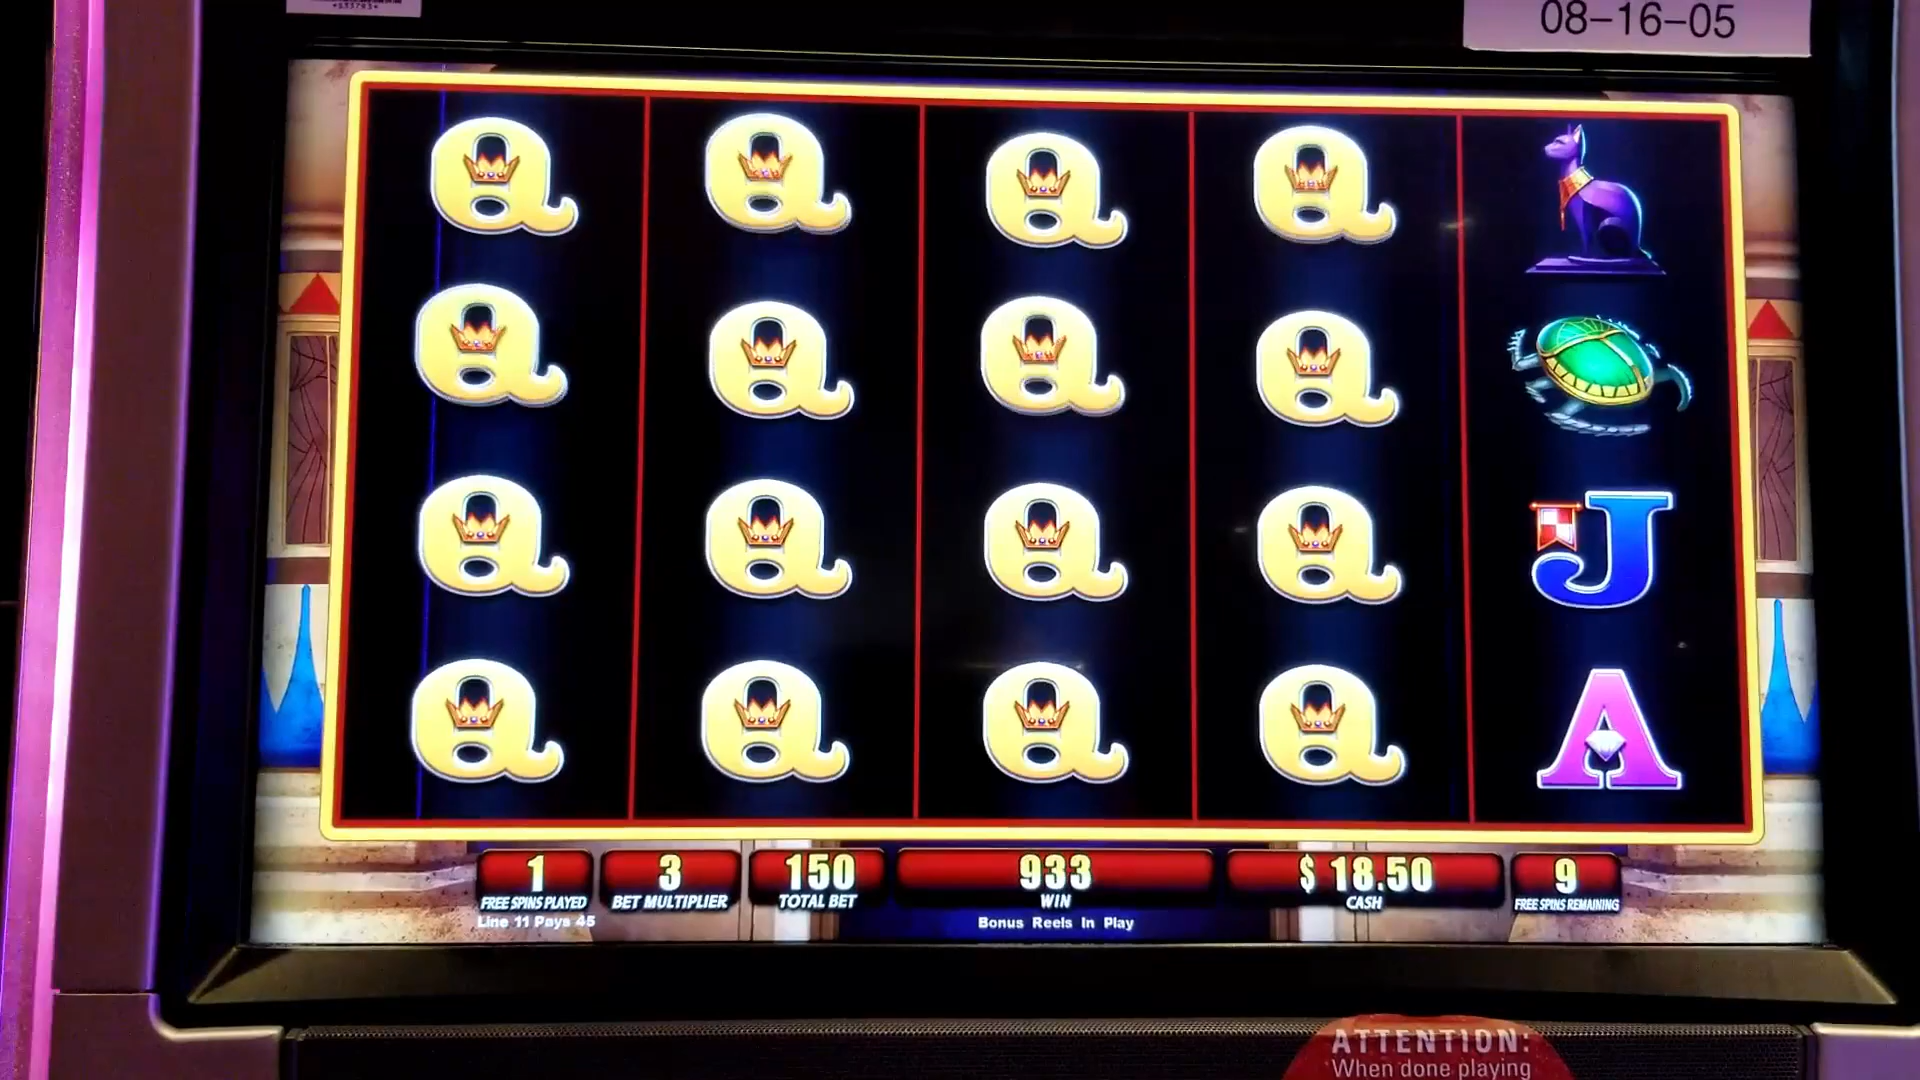 *S33793*
08-16-05
Q Q Q Q
Q Q Q Q
Q Q Q Q J
Q Q Q Q A
1 3 150 933 $ 18.50 9
FREE SPINS PLAYED BET MULTIPLIER TOTAL BET WIN CASH FREE SPINS REMAINING
Line 11 Pays 45 Bonus Reels In Play
ATTENTION:
When done playing